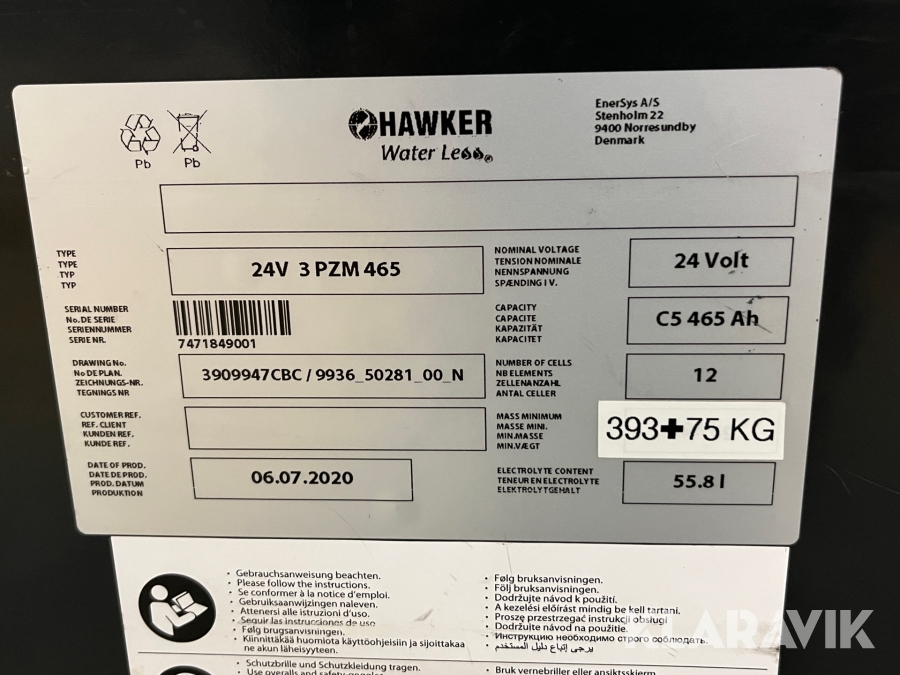 HAWKER
Water Less®
Pb
Pb
EnerSys A/S
Stenholm 22
9400 Norresundby
Denmark
TYPE
TYPE
TYP
TYP
24V 3 PZM 465
NOMINAL VOLTAGE
TENSION NOMINALE
NENNSPANNUNG
SPÆNDING I V.
24 Volt
SERIAL NUMBER
No. DE SERIE
SERIENNUMMER
SERIE NR.
7471849001
CAPACITY
CAPACITE
KAPAZITÄT
KAPACITET
C5 465 Ah
DRAWING No.
No DE PLAN.
ZEICHNUNGS-NR.
TEGNINGS NR
3909947CBC / 9936_50281_00_N
NUMBER OF CELLS
NB ELEMENTS
ZELLENANZAHL
ANTAL CELLER
12
CUSTOMER REF.
REF. CLIENT
KUNDEN REF.
KUNDE REF.
MASS MINIMUM
MASSE MINI.
MIN.MASSE
MIN.VÆGT
393+75 KG
DATE OF PROD.
DATE DE PROD.
PROD. DATUM
PRODUKTION
06.07.2020
ELECTROLYTE CONTENT
TENEUR EN ELECTROLYTE
ELEKTROLYTGEHALT
55.8 l
• Gebrauchsanweisung beachten.
• Please follow the instructions.
• Se conformer à la notice d'emploi.
• Gebruiksaanwijzingen naleven.
• Attenersi alle istruzioni d'uso.
• Seguir las instrucciones de uso
• Følg brugsanvisningen.
• Kiinnittäkää huomiota käyttöohjeisiin ja sijoittakaa
ne akun läheisyyteen.
• Følg bruksanvisningen.
• Följ bruksanvisningen.
• Dodržujte návod k použití.
• A kezelési előírást mindig be kell tartani.
• Proszę przestrzegać instrukcji obsługi
• Dodržujte návod na použitie.
• Инструкцию необходимо строго соблюдать.
• يرجى إتباع دليل المستخدم
• Schutzbrille und Schutzkleidung tragen.
• Use overalls and safety-goggles.
• Bruk vernebriller eller ansiktsskjerm
KLARAVIK